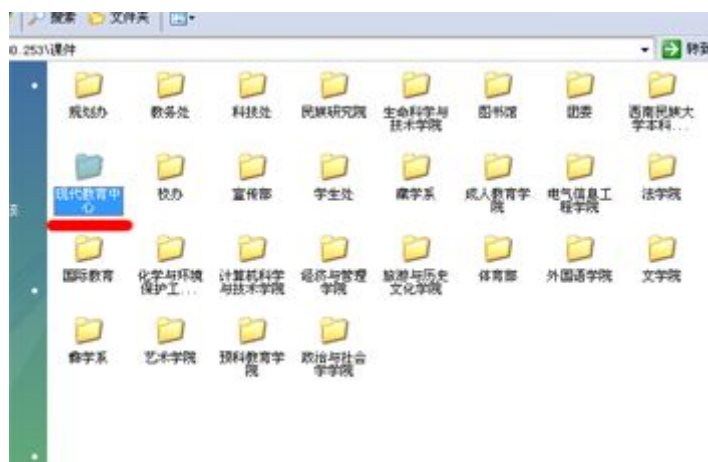 搜索 文件夹
0.253\课件
转到
规划办 教务处 科技处 民族研究院 生命科学与 图书馆 团委 西南民族大
技术学院 学本科...
现代教育中 校办 宣传部 学生处 藏学系 成人教育学 电气信息工 法学院
心 院 程学院
国际教育 化学与环境 计算机科学 经济与管理 旅游与历史 体育部 外国语学院 文学院
保护工... 与技术学院 学院 文化学院
彝学系 艺术学院 预科教育学 政治与社会
院 学学院